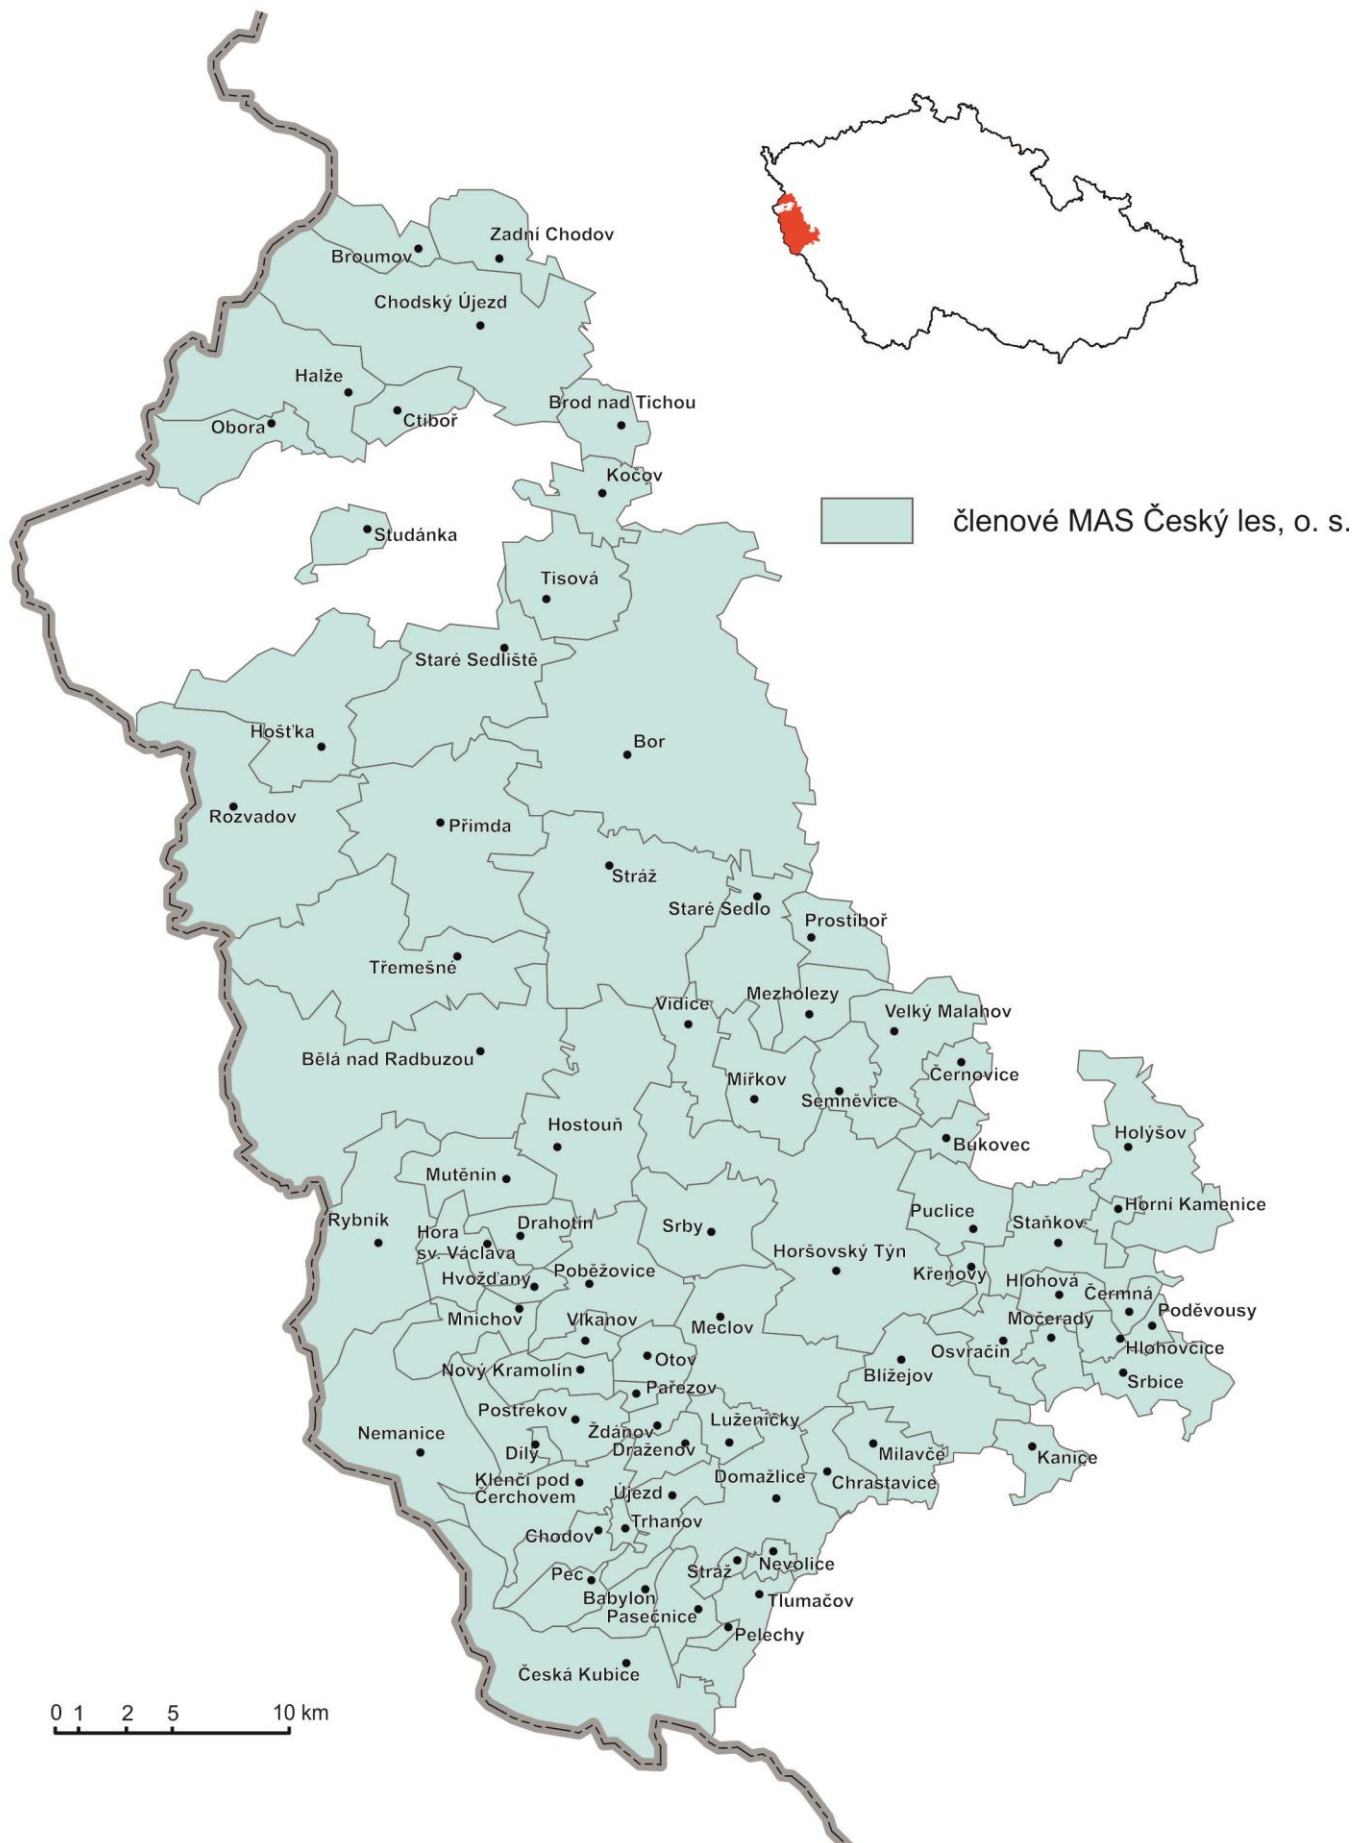 Zadní Chodov
Broumov
Chodský Újezd
Halže
Brod nad Tichou
Ctiboř
Obora
Kočov
členové MAS Český les, o. s.
Studánka
Tisová
Staré Sedliště
Hošťka
Bor
Rozvadov
Přimda
Stráž
Staré Sedlo
Prostiboř
Třemešné
Mezholezy
Vidice
Velký Malahov
Bělá nad Radbuzou
Mířkov
Semněvice
Černovice
Hostouň
Bukovec
Holýšov
Mutěnín
Horní Kamenice
Rybník
Hora
sv. Václava
Drahotín
Srby
Puclice
Staňkov
Horšovský Týn
Křenovy
Hvožďany
Poběžovice
Hlohová
Čermná
Mnichov
Vlkanov
Meclov
Močerady
Poděvousy
Osvračín
Hlohovčice
Otov
Nový Kramolín
Blížejov
Srbice
Pařezov
Postřekov
Ždánov
Luženičky
Nemanice
Díly
Draženov
Milavče
Kanice
Klenčí pod
Čerchovem
Újezd
Domažlice
Chrastavice
Chodov
Trhanov
Pec
Stráž
Nevolice
Babylon
Pasečnice
Tlumačov
Pelechy
Česká Kubice
0 1 2 5 10 km